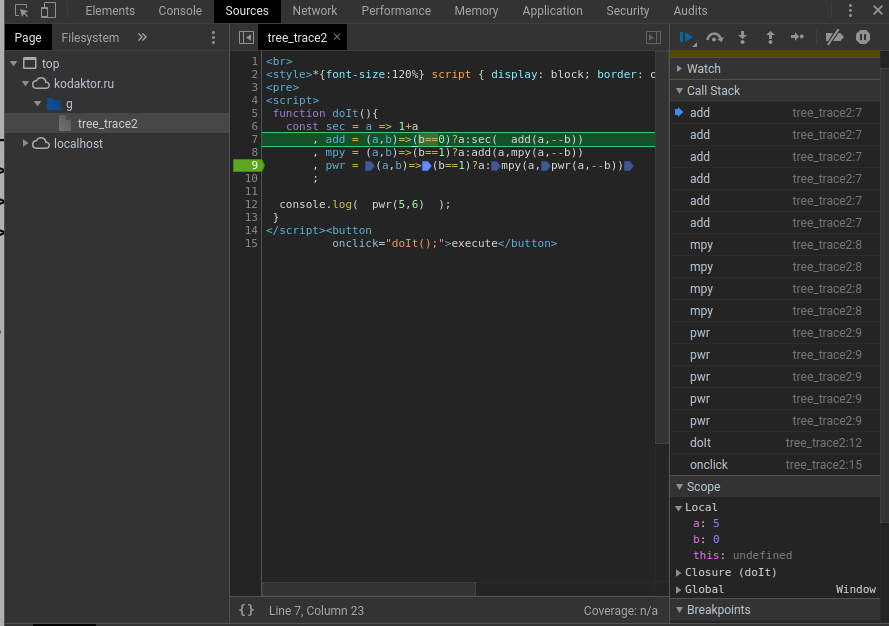 Elements Console Sources Network Performance Memory Application Security Audits
Page Filesystem »
tree_trace2 ×
top
kodaktor.ru
g
tree_trace2
localhost
1 <br>
2 <style>*{font-size:120%} script { display: block; border: 
3 <pre>
4 <script>
5 function doIt(){
6 const sec = a => 1+a
7 , add = (a,b)=>(b==0)?a:sec( add(a,--b))
8 , mpy = (a,b)=>(b==1)?a:add(a,mpy(a,--b))
9 , pwr = (a,b)=>(b==1)?a:mpy(a,pwr(a,--b))
10 ;
11
12 console.log( pwr(5,6) );
13 }
14 </script><button
15 onclick="doIt();">execute</button>
{} Line 7, Column 23 Coverage: n/a
Watch
Call Stack
add tree_trace2:7
add tree_trace2:7
add tree_trace2:7
add tree_trace2:7
add tree_trace2:7
add tree_trace2:7
mpy tree_trace2:8
mpy tree_trace2:8
mpy tree_trace2:8
mpy tree_trace2:8
pwr tree_trace2:9
pwr tree_trace2:9
pwr tree_trace2:9
pwr tree_trace2:9
pwr tree_trace2:9
doIt tree_trace2:12
onclick tree_trace2:15
Scope
Local
a: 5
b: 0
this: undefined
Closure (doIt)
Global Window
Breakpoints